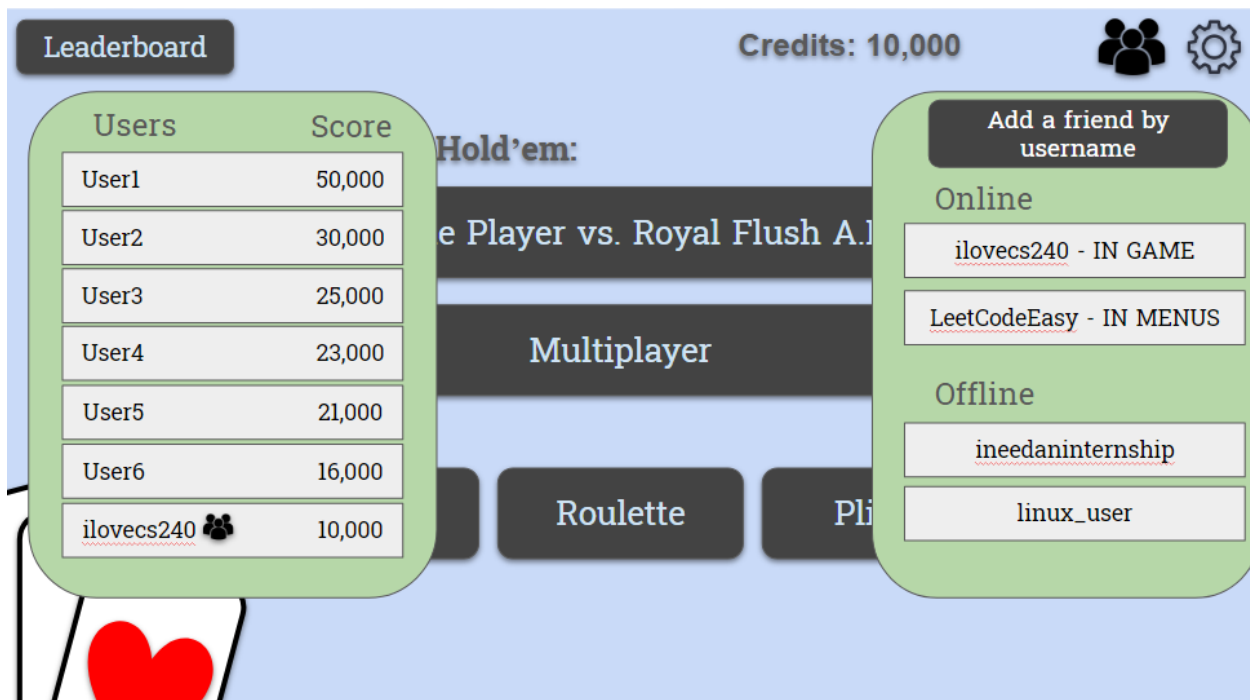 Leaderboard
Credits: 10,000
Users Score
User1 50,000
User2 30,000
User3 25,000
User4 23,000
User5 21,000
User6 16,000
ilovecs240 10,000
Hold’em:
Player vs. Royal Flush
Multiplayer
Roulette
Add a friend by
username
Online
ilovecs240 - IN GAME
LeetCodeEasy - IN MENUS
Offline
ineedaninternship
linux_user